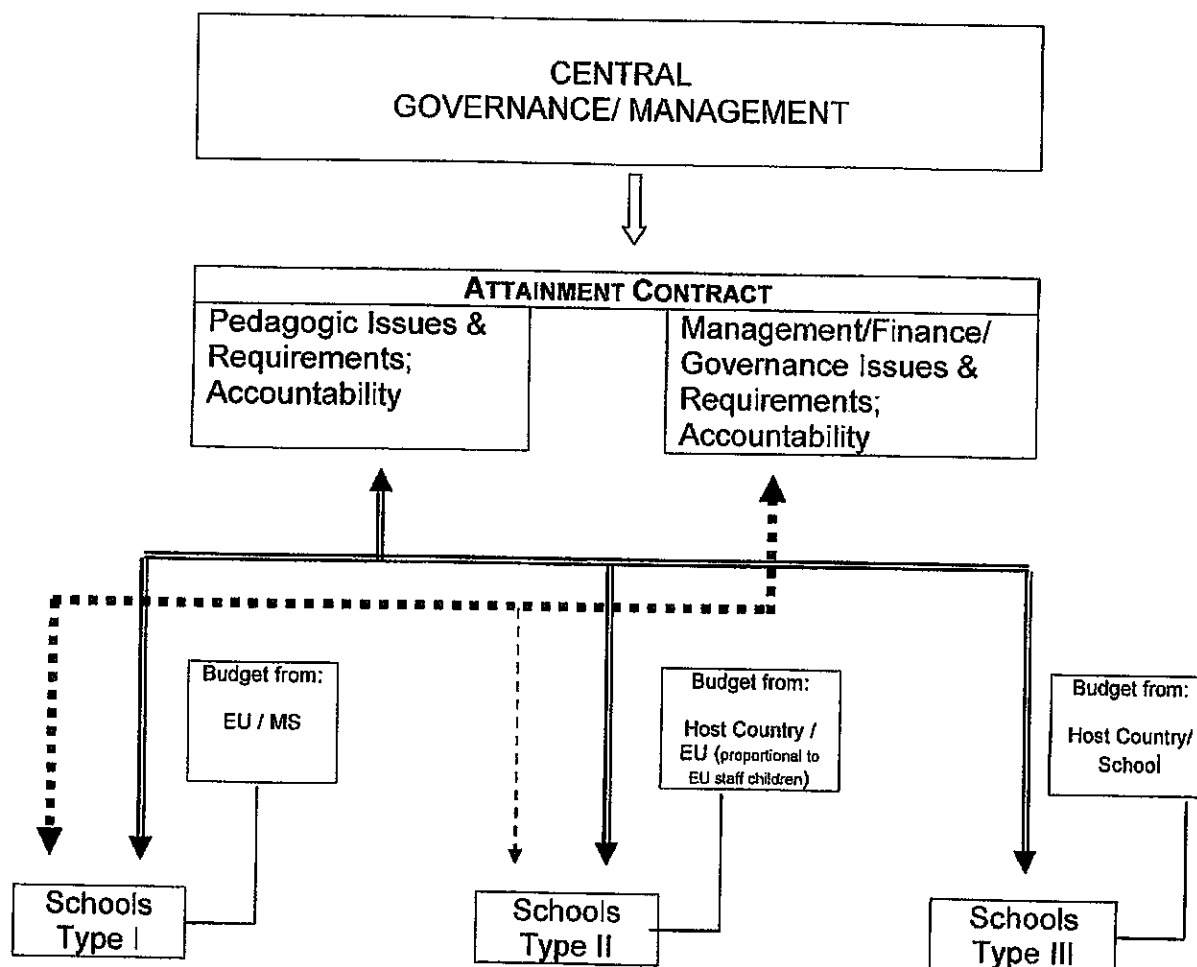 CENTRAL
GOVERNANCE/ MANAGEMENT
ATTAINMENT CONTRACT
Pedagogic Issues &
Requirements;
Accountability
Management/Finance/
Governance Issues &
Requirements;
Accountability
Budget from:
EU / MS
Budget from:
Host Country /
EU (proportional to
EU staff children)
Budget from:
Host Country/
School
Schools
Type I
Schools
Type II
Schools
Type III